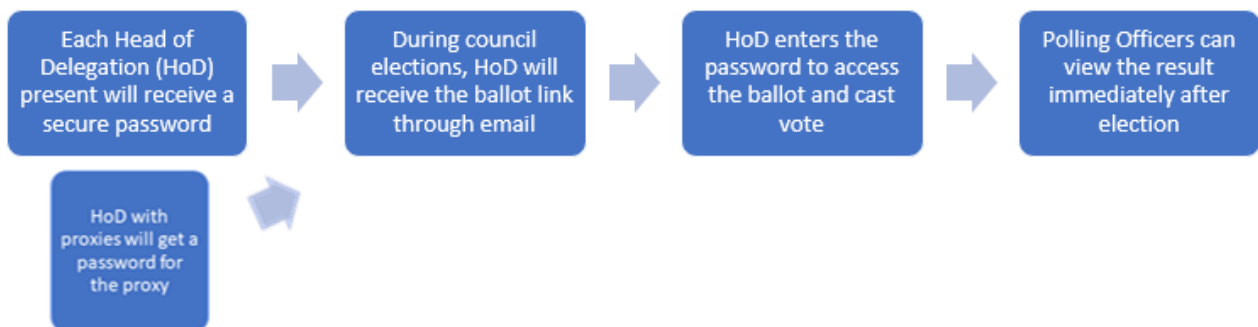 Each Head of
Delegation (HoD)
present will receive a
secure password
During council
elections, HoD will
receive the ballot link
through email
HoD enters the
password to access
the ballot and cast
vote
Polling Officers can
view the result
immediately after
election
HoD with
proxies will get a
password for
the proxy